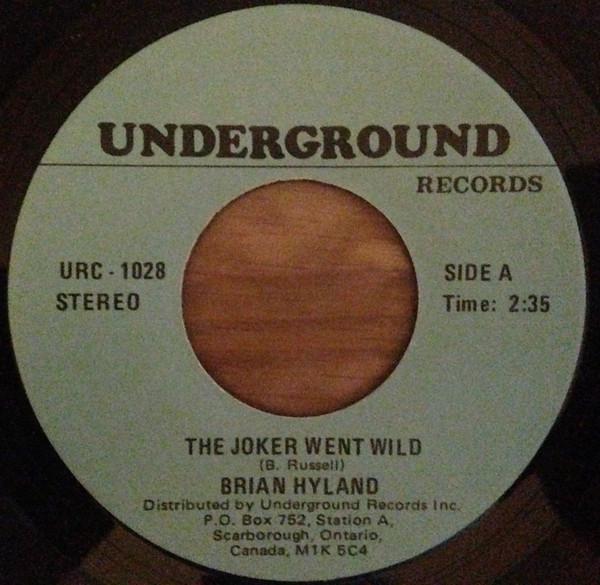 UNDERGROUND
RECORDS
URC - 1028
STEREO
SIDE A
Time: 2:35
THE JOKER WENT WILD
(B. Russell)
BRIAN HYLAND
Distributed by Underground Records Inc.
P.O. Box 752, Station A,
Scarborough, Ontario,
Canada, M1K 5C4